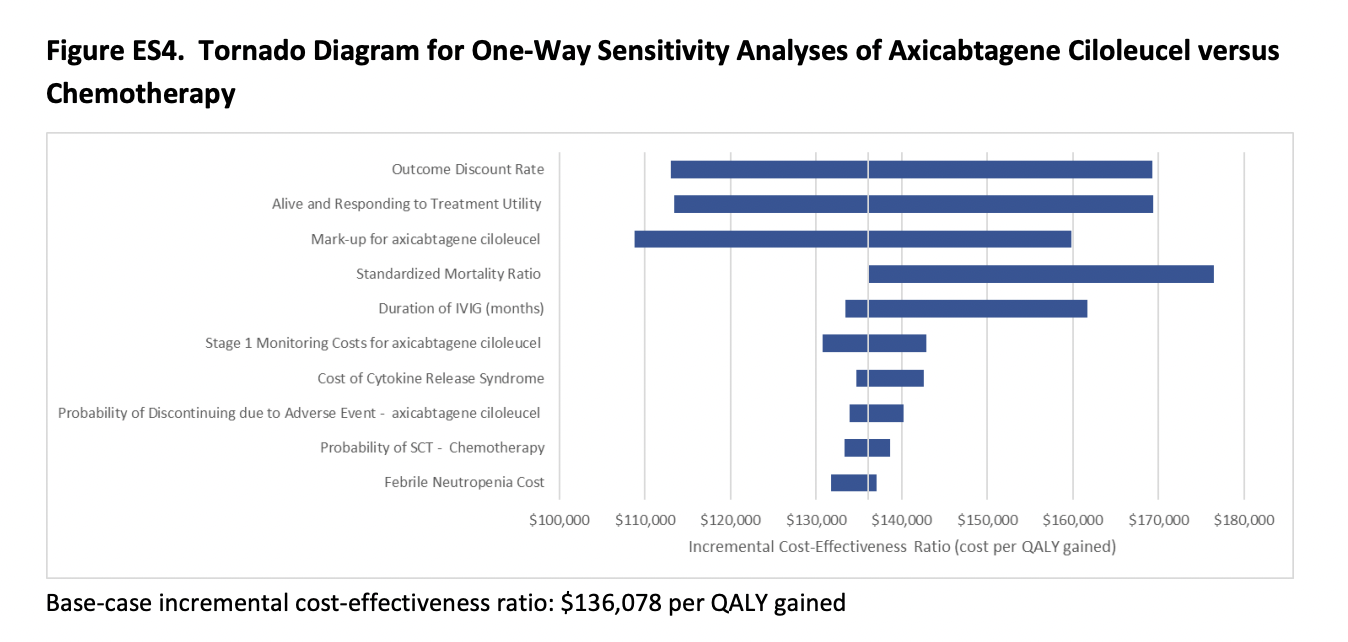 Figure ES4. Tornado Diagram for One-Way Sensitivity Analyses of Axicabtagene Ciloleucel versus
Chemotherapy
Outcome Discount Rate
Alive and Responding to Treatment Utility
Mark-up for axicabtagene ciloleucel
Standardized Mortality Ratio
Duration of IVIG (months)
Stage 1 Monitoring Costs for axicabtagene ciloleucel
Cost of Cytokine Release Syndrome
Probability of Discontinuing due to Adverse Event - axicabtagene ciloleucel
Probability of SCT - Chemotherapy
Febrile Neutropenia Cost
$100,000 $110,000 $120,000 $130,000 $140,000 $150,000 $160,000 $170,000 $180,000
Incremental Cost-Effectiveness Ratio (cost per QALY gained)
Base-case incremental cost-effectiveness ratio: $136,078 per QALY gained